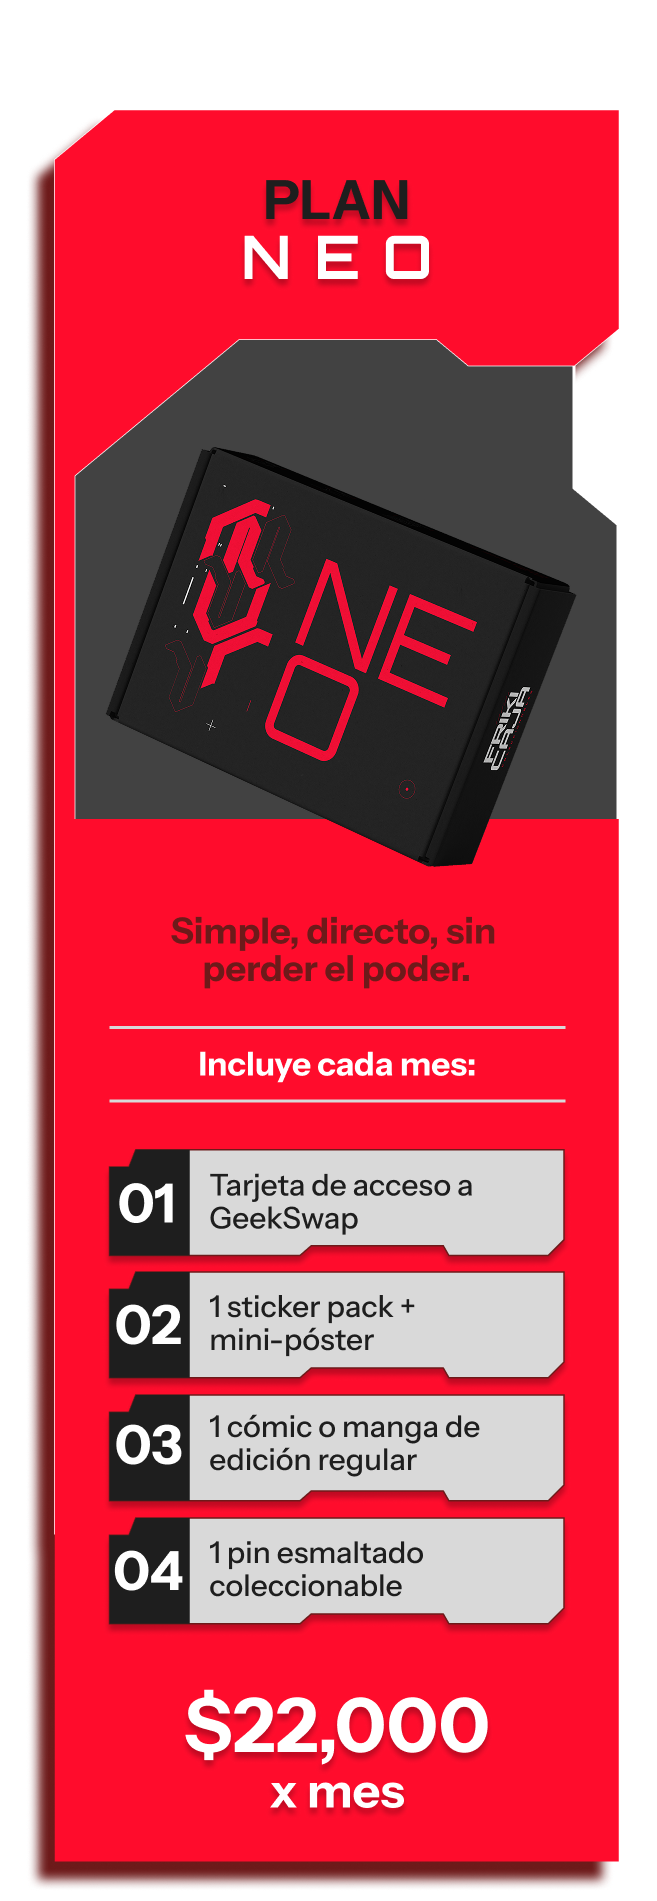 PLAN
NEO
NE
O
FRIKI
CAJA
Simple, directo, sin
perder el poder.
Incluye cada mes:
01
Tarjeta de acceso a
GeekSwap
02
1 sticker pack +
mini-póster
03
1 cómic o manga de
edición regular
04
1 pin esmaltado
coleccionable
$22,000
x mes